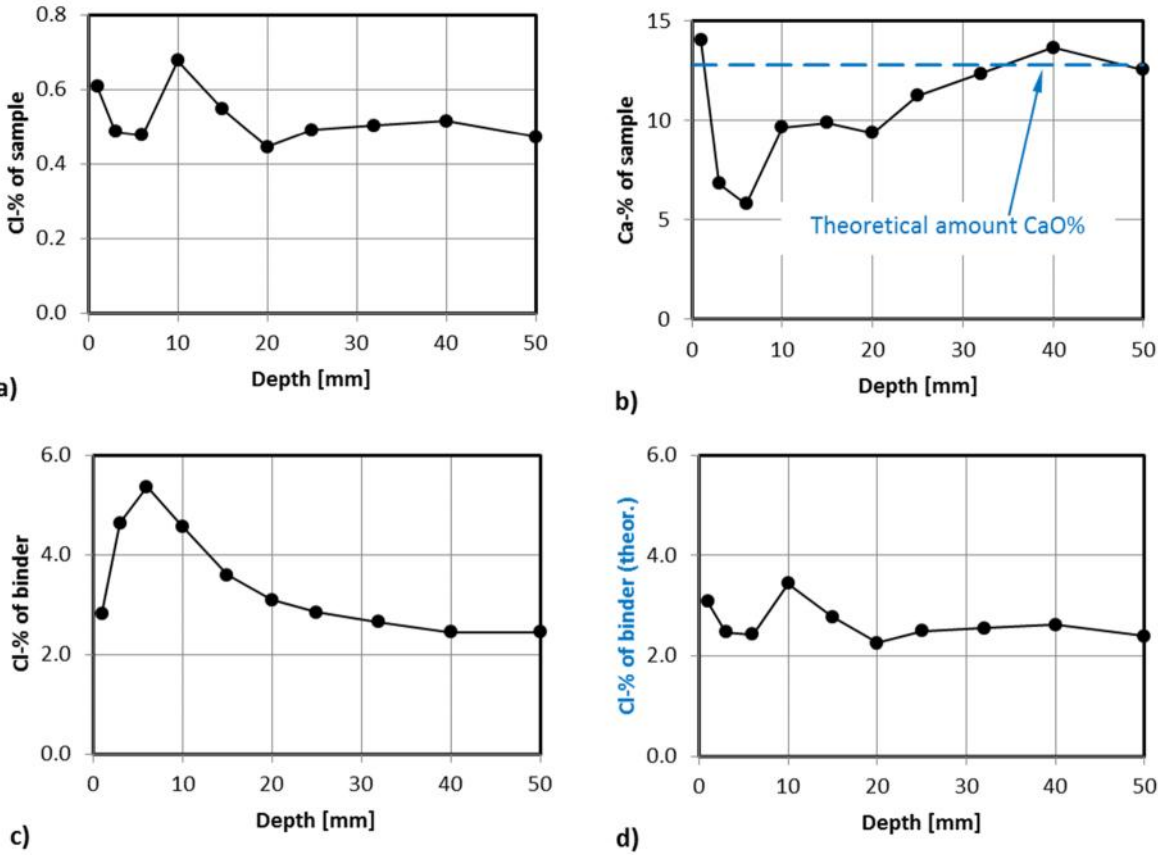 0.8
0.6
0.4
0.2
0.0
Cl-% of sample
0 10 20 30 40 50
Depth [mm]
a)
15
10
5
0
Ca-% of sample
Theoretical amount CaO%
0 10 20 30 40 50
Depth [mm]
b)
6.0
4.0
2.0
0.0
Cl-% of binder
0 10 20 30 40 50
Depth [mm]
c)
6.0
4.0
2.0
0.0
Cl-% of binder (theor.)
0 10 20 30 40 50
Depth [mm]
d)